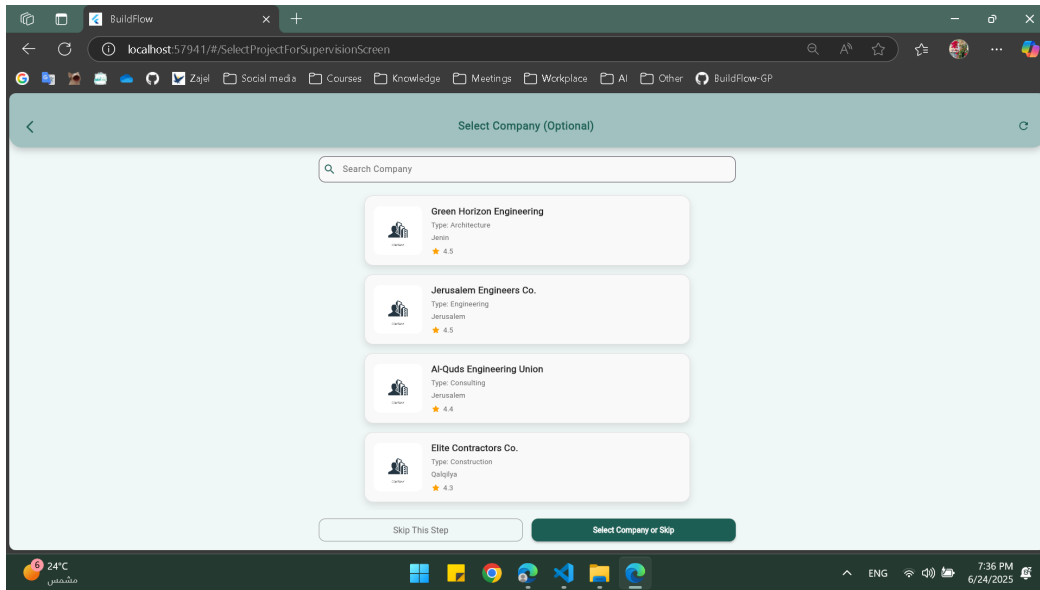 BuildFlow
localhost:57941/#/SelectProjectForSupervisionScreen
Zajel Social media Courses Knowledge Meetings Workplace AI Other BuildFlow-GP
Select Company (Optional)
Search Company
Green Horizon Engineering
Type: Architecture
Jenin
4.5
Jerusalem Engineers Co.
Type: Engineering
Jerusalem
4.5
Al-Quds Engineering Union
Type: Consulting
Jerusalem
4.4
Elite Contractors Co.
Type: Construction
Qalqilya
4.3
Skip This Step
Select Company or Skip
6
24°C
مشمس
ENG
7:36 PM
6/24/2025